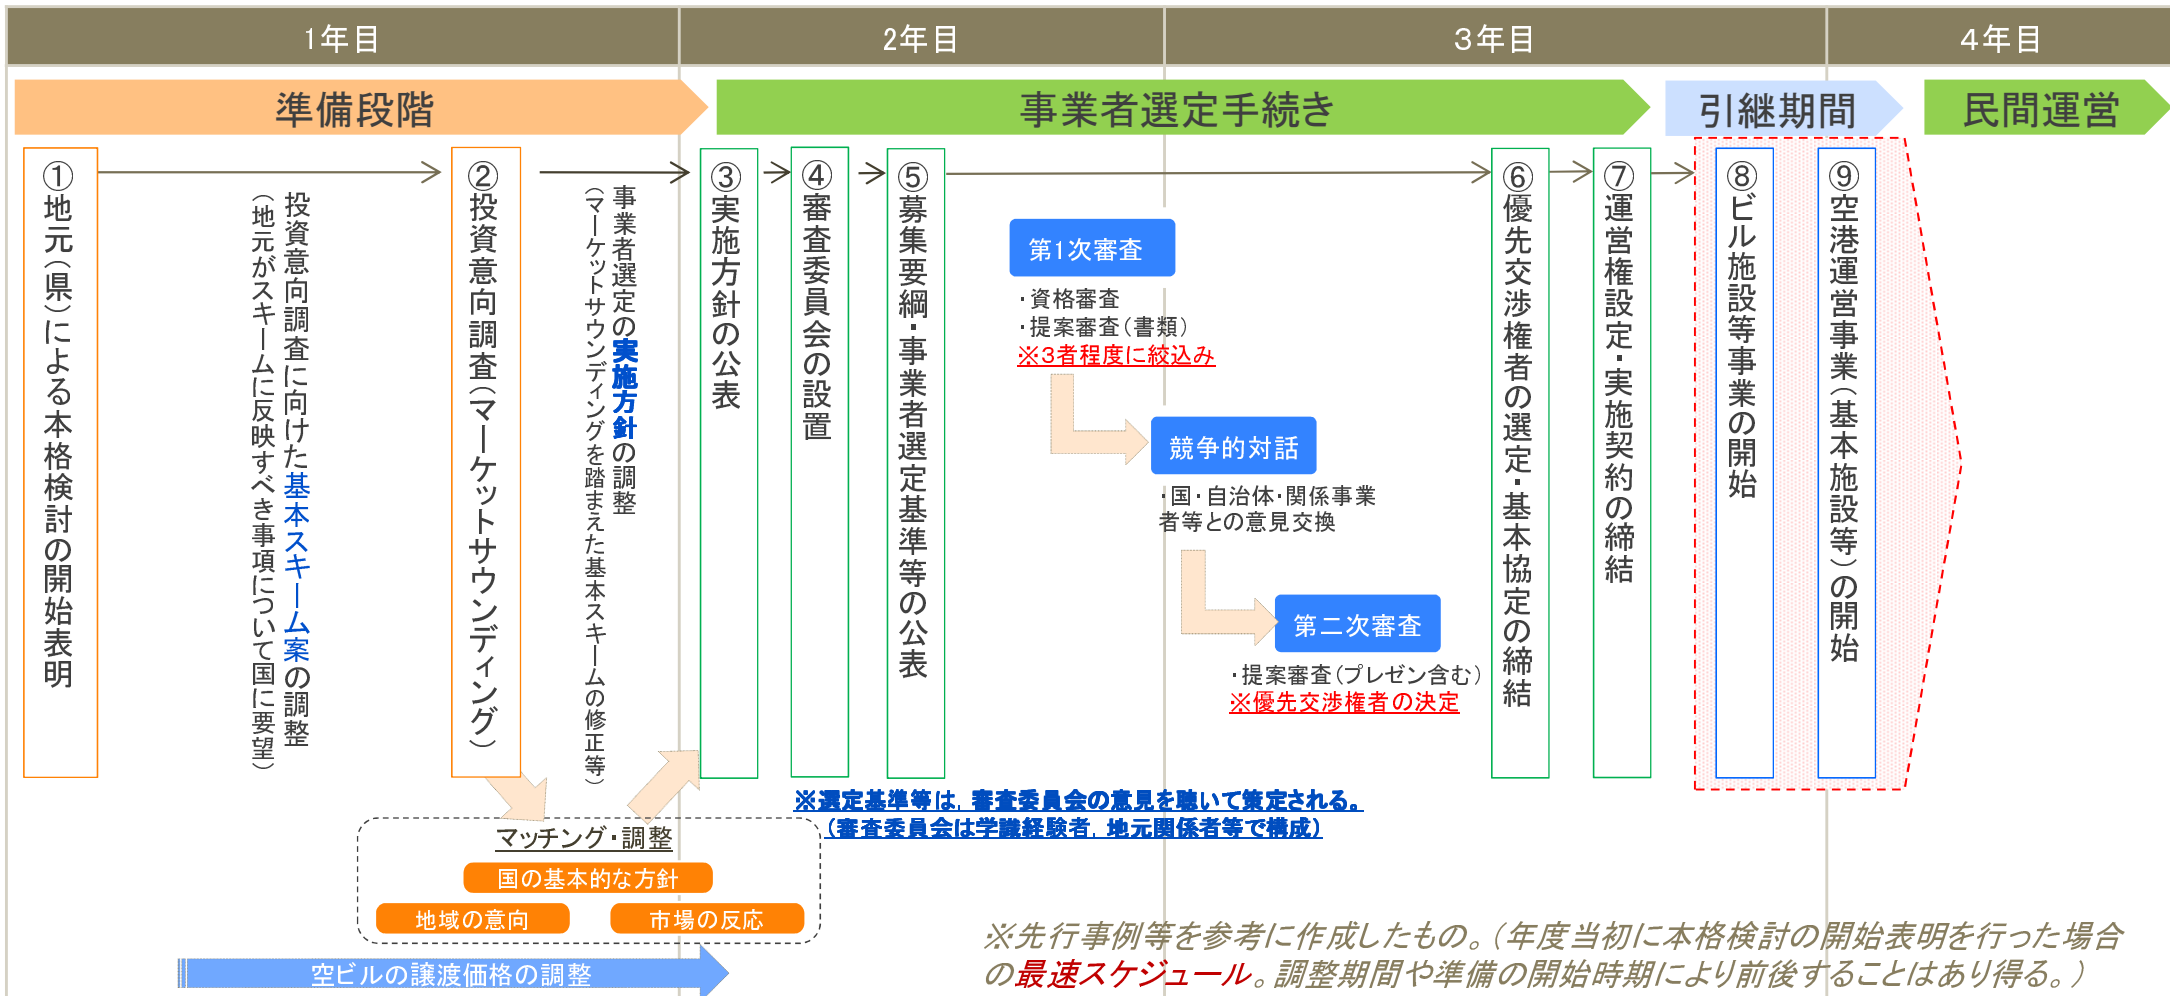 1年目
2年目
3年目
4年目
準備段階
事業者選定手続き
引継期間
民間運営
①地元(県)による本格検討の開始表明
投資意向調査に向けた基本スキーム案の調整
(地元がスキームに反映すべき事項について国に要望)
②投資意向調査(マーケットサウンディング)
事業者選定の実施方針の調整
(マーケットサウンディングを踏まえた基本スキームの修正等)
③実施方針の公表
④審査委員会の設置
⑤募集要綱・事業者選定基準等の公表
第1次審査
・資格審査
・提案審査(書類)
※3者程度に絞込み
競争的対話
・国・自治体・関係事業
者等との意見交換
第二次審査
・提案審査(プレゼン含む)
※優先交渉権者の決定
⑥優先交渉権者の選定・基本協定の締結
⑦運営権設定・実施契約の締結
⑧ビル施設等事業の開始
⑨空港運営事業(基本施設等)の開始
※選定基準等は,審査委員会の意見を聴いて策定される。
(審査委員会は学識経験者,地元関係者等で構成)
マッチング・調整
国の基本的な方針
地域の意向
市場の反応
空ビルの譲渡価格の調整
※先行事例等を参考に作成したもの。(年度当初に本格検討の開始表明を行った場合
の最速スケジュール。調整期間や準備の開始時期により前後することはあり得る。)